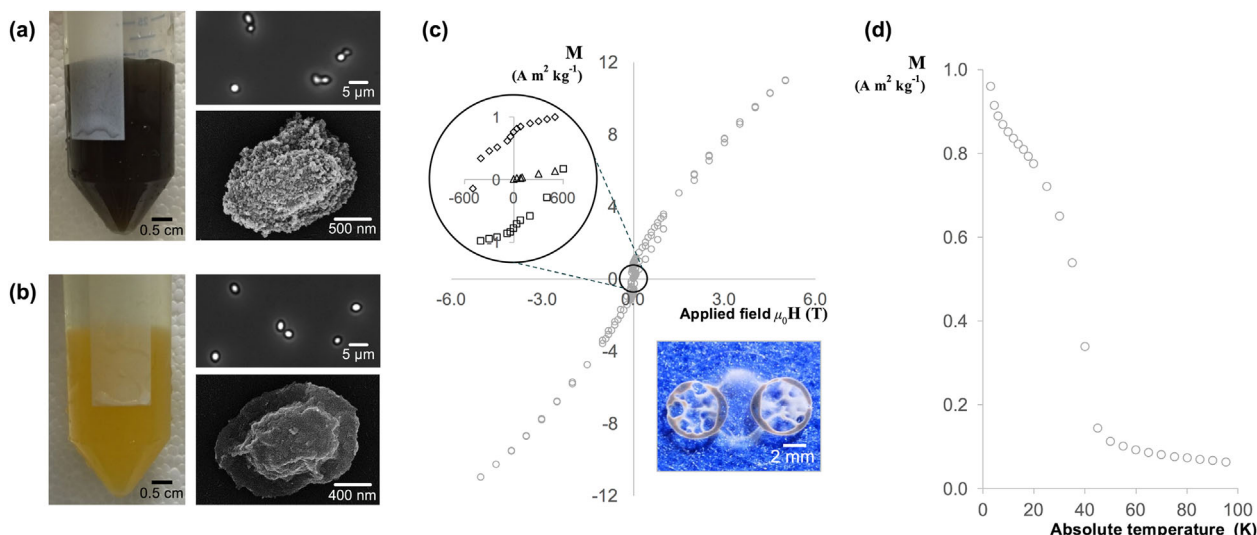 (a)
5 µm
0.5 cm
500 nm
(b)
5 µm
0.5 cm
400 nm
(c)
M
(A m² kg⁻¹)
12
8
4
0
-4
-8
-12
-6.0
-3.0
0.0
3.0
6.0
Applied field µ₀H (T)
1
0
-1
-600
0
600
2 mm
(d)
M
(A m² kg⁻¹)
1.0
0.8
0.6
0.4
0.2
0.0
0 20 40 60 80 100
Absolute temperature (K)